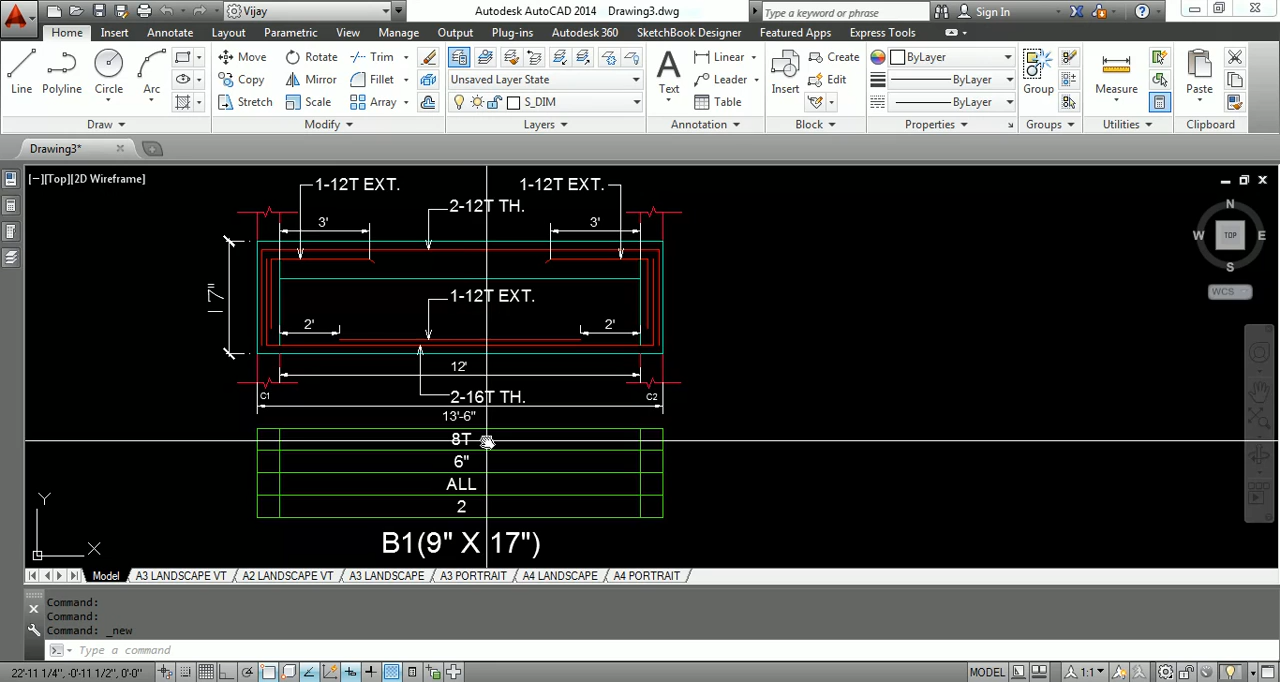 Vijay
Autodesk AutoCAD 2014 Drawing3.dwg
Type a keyword or phrase
Sign In
Home Insert Annotate Layout Parametric View Manage Output Plug-ins Autodesk 360 SketchBook Designer Featured Apps Express Tools
Line Polyline Circle Arc
Move Rotate Trim
Copy Mirror Fillet
Stretch Scale Array
Unsaved Layer State
S_DIM
Text
Linear
Leader
Table
Insert
Create
Edit
ByLayer
ByLayer
ByLayer
Group
Measure
Paste
Draw Modify Layers Annotation Block Properties Groups Utilities Clipboard
Drawing3*
[−][Top][2D Wireframe]
1-12T EXT. 1-12T EXT.
2-12T TH.
3' 3'
1-12T EXT.
17"
2' 2'
12'
2-16T TH.
C1 C2
13'-6"
8T
6"
ALL
2
B1(9" X 17")
N
W TOP E
S
WCS
Y
X
Model A3 LANDSCAPE VT A2 LANDSCAPE VT A3 LANDSCAPE A3 PORTRAIT A4 LANDSCAPE A4 PORTRAIT
Command:
Command:
Command: _new
Type a command
22'-11 1/4", -0'-11 1/2", 0'-0" MODEL 1:1